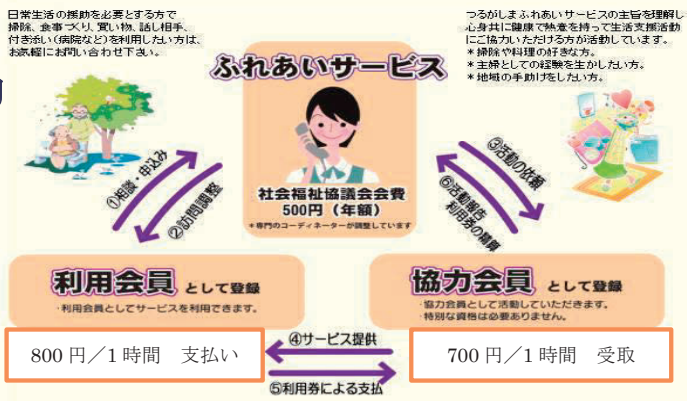 日常生活の援助を必要とする方で
掃除、食事づくり、買い物、話し相手、
付き添い(病院など)を利用したい方は、
お気軽にお問い合わせ下さい。
つるがしまふれあいサービスの主旨を理解し
心身共に健康で熱意を持って生活支援活動
にご協力いただける方が活動しています。
*掃除や料理の好きな方。
*主婦としての経験を生かしたい方。
*地域の手助けをしたい方。
ふれあいサービス
社会福祉協議会会費
500円(年額)
*専門のコーディネーターが調整しています
①相談・申込み
②訪問調整
③活動の依頼
⑥活動報告
利用券の精算
利用会員 として登録
・利用会員としてサービスを利用できます。
協力会員 として登録
・協力会員として活動していただきます。
・特別な資格は必要ありません。
800円/1時間 支払い
④サービス提供
⑤利用券による支払
700円/1時間 受取